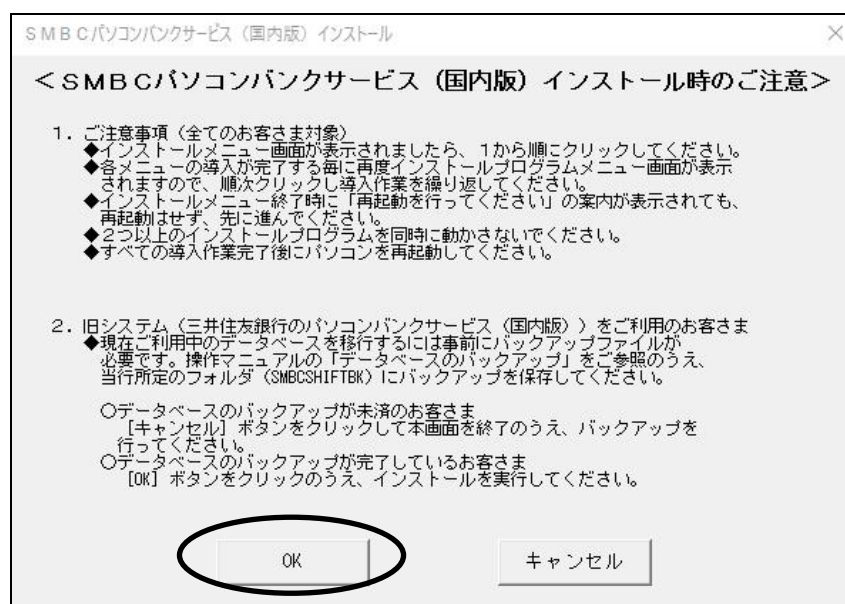 SMBCパソコンバンクサービス（国内版）インストール
＜SMBCパソコンバンクサービス（国内版）インストール時のご注意＞
１．ご注意事項（全てのお客さま対象）
◆インストールメニュー画面が表示されましたら、１から順にクリックしてください。
◆各メニューの導入が完了する毎に再度インストールプログラムメニュー画面が表示
されますので、順次クリックし導入作業を繰り返してください。
◆インストールメニュー終了時に「再起動を行ってください」の案内が表示されても、
再起動はせず、先に進んでください。
◆２つ以上のインストールプログラムを同時に動かさないでください。
◆すべての導入作業完了後にパソコンを再起動してください。
２．旧システム（三井住友銀行のパソコンバンクサービス（国内版））をご利用のお客さま
◆現在ご利用中のデータベースを移行するには事前にバックアップファイルが
必要です。操作マニュアルの「データベースのバックアップ」をご参照のうえ、
当行所定のフォルダ（SMBCSHIFTBK）にバックアップを保存してください。
〇データベースのバックアップが未済のお客さま
［キャンセル］ボタンをクリックして本画面を終了のうえ、バックアップを
行ってください。
〇データベースのバックアップが完了しているお客さま
［OK］ボタンをクリックのうえ、インストールを実行してください。
OK
キャンセル